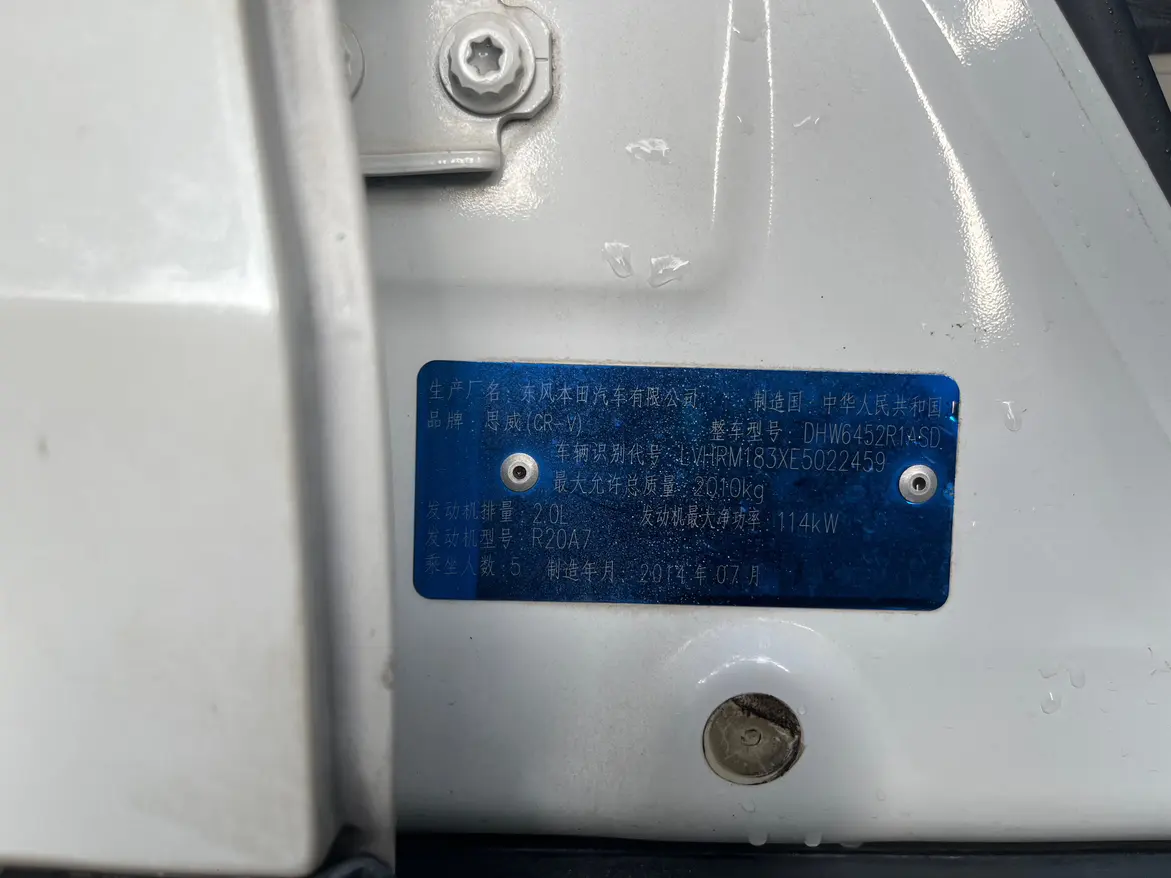 生产厂名：东风本田汽车有限公司 制造国：中华人民共和国
品牌：思威(CR-V) 整车型号：DHW6452R1ASD
车辆识别代号：LVHRM183XE5022459
最大允许总质量：2010kg
发动机排量：2.0L 发动机最大净功率：114kW
发动机型号：R20A7
乘坐人数：5 制造年月：2014年07月